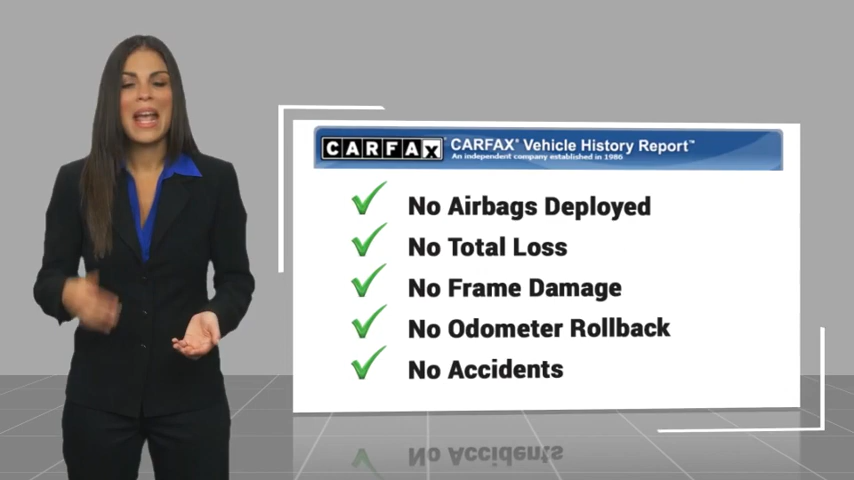 CARFAX CARFAX® Vehicle History Report™
An independent company established in 1986
No Airbags Deployed
No Total Loss
No Frame Damage
No Odometer Rollback
No Accidents
No Accidents